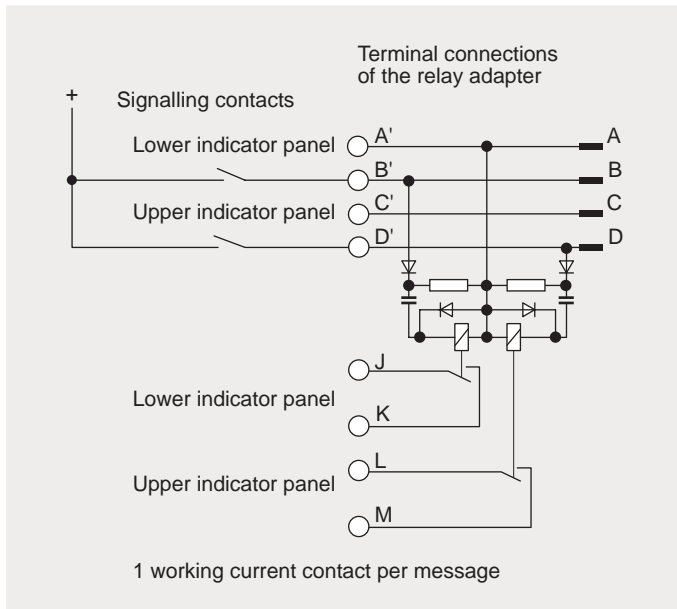 Terminal connections
of the relay adapter
+
Signalling contacts
Lower indicator panel
A'
A
B'
B
Upper indicator panel
C'
C
D'
D
J
Lower indicator panel
K
L
Upper indicator panel
M
1 working current contact per message